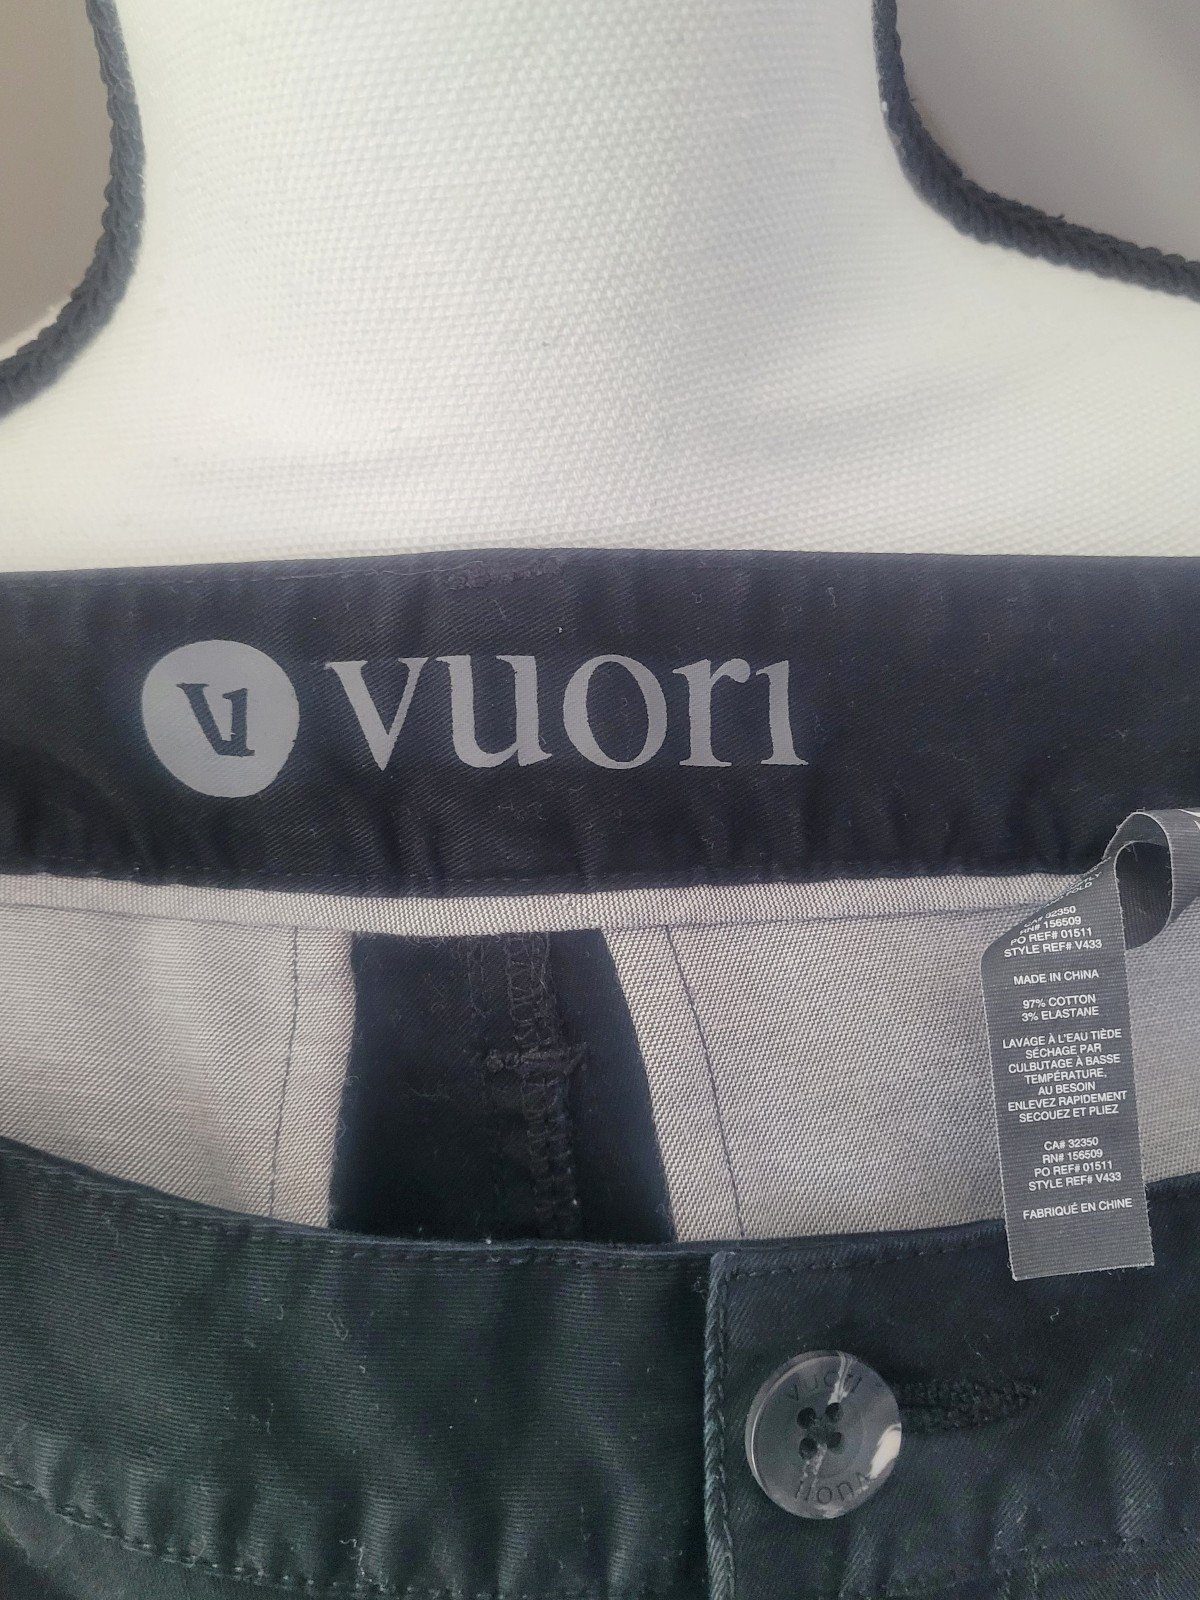 V1 vuori
CA# 32350
RN# 156509
PO REF# 01511
STYLE REF# V433
MADE IN CHINA
97% COTTON
3% ELASTANE
LAVAGE À L'EAU TIÈDE
SÉCHAGE PAR
CULBUTAGE À BASSE
TEMPÉRATURE,
AU BESOIN
ENLEVEZ RAPIDEMENT
SECOUEZ ET PLIEZ
CA# 32350
RN# 156509
PO REF# 01511
STYLE REF# V433
FABRIQUÉ EN CHINE
VUORI
VUORI